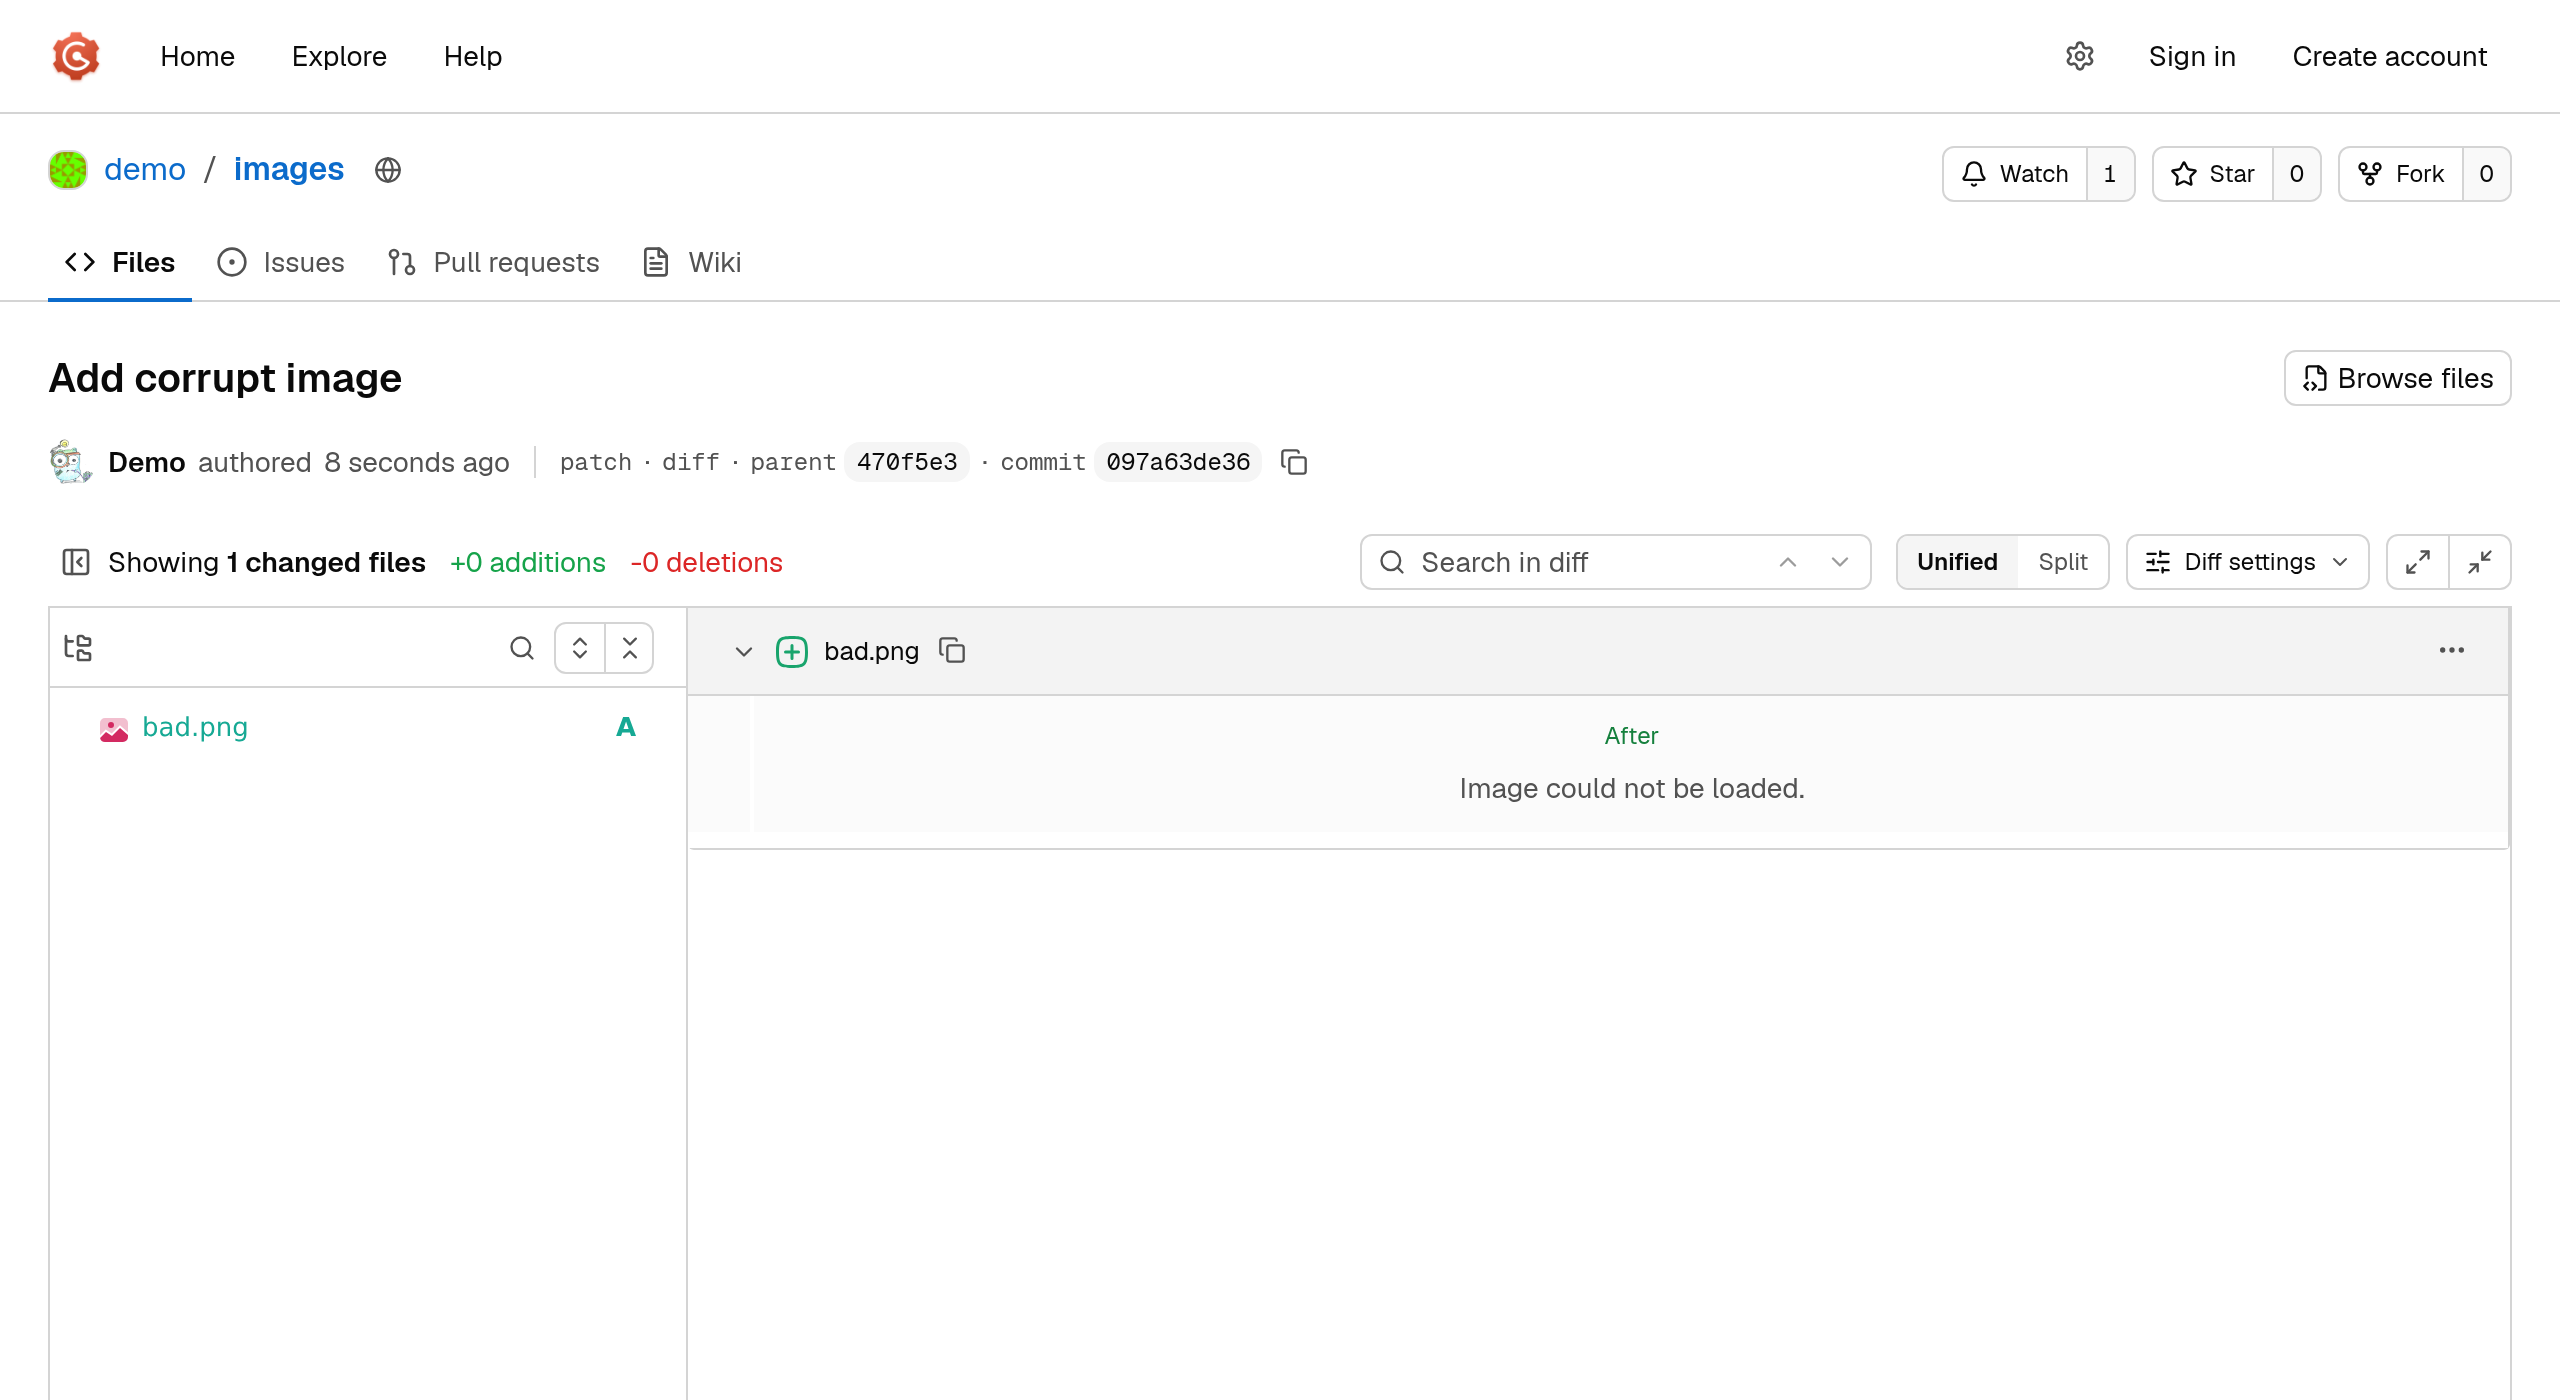 Home Explore Help Sign in Create account
demo / images Watch 1 Star 0 Fork 0
Files Issues Pull requests Wiki
Add corrupt image Browse files
Demo authored 8 seconds ago patch · diff · parent 470f5e3 · commit 097a63de36
Showing 1 changed files +0 additions -0 deletions Search in diff Unified Split Diff settings
bad.png
bad.png A
After
Image could not be loaded.